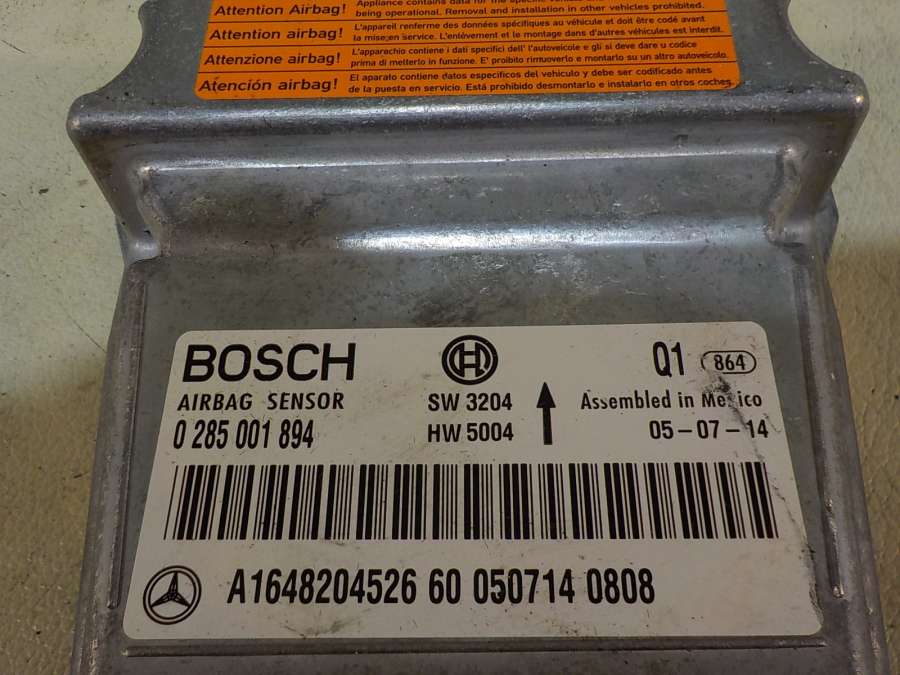 Attention Airbag! Appliance contains data for the specific
being operational. Removal and installation in other vehicles prohibited.
Attention airbag! L'appareil renferme des données spécifiques au véhicule et doit être codé avant
la mise en service. L'enlèvement et le montage dans d'autres véhicules est interdit.
Attenzione airbag! L'apparechio contiene i dati specifici dell' l'autoveicole e gli si deve dare u codice
prima di metterlo in funzione. E' proibito rimuoverlo e montarlo su un altro autoveicolo.
Atención airbag! El aparato contiene datos especificos del vehiculo y debe ser codificado antes
de la puesta en servicio. Está prohibido desmontarlo e instalarlo en otros coches.
BOSCH
AIRBAG SENSOR
0 285 001 894
SW 3204
HW 5004
Q1 864
Assembled in Mexico
05-07-14
A1648204526 60 050714 0808